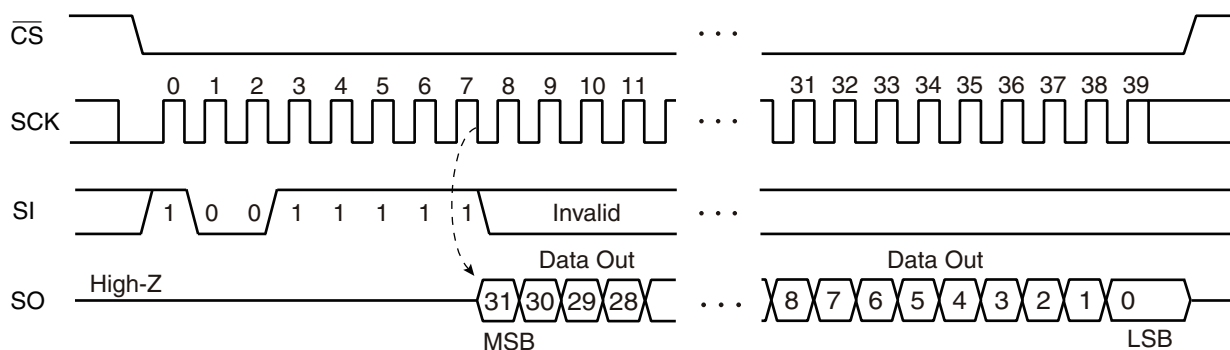 CS · · ·
0 1 2 3 4 5 6 7 8 9 10 11 31 32 33 34 35 36 37 38 39
SCK · · ·
SI 1 0 0 1 1 1 1 1 Invalid · · ·
Data Out Data Out
High-Z
SO 31 30 29 28 · · · 8 7 6 5 4 3 2 1 0
MSB LSB